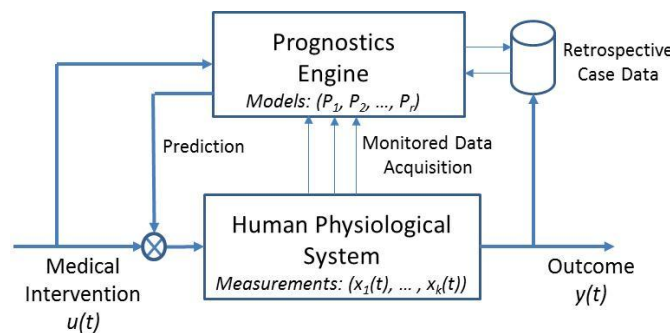 Prognostics
Engine
Models: (P1, P2, ..., Pr)
Retrospective
Case Data
Prediction
Monitored Data
Acquisition
Human Physiological
System
Measurements: (x1(t), ... , xk(t))
Medical
Intervention
u(t)
Outcome
y(t)